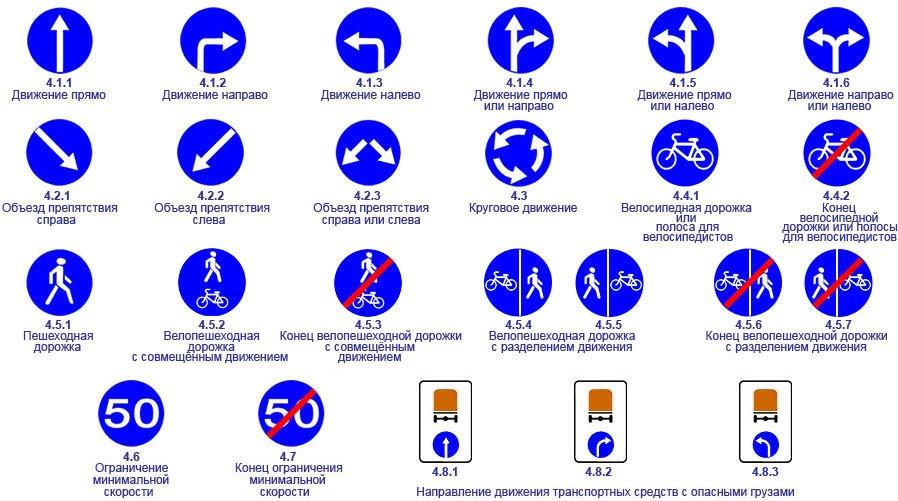 4.1.1
Движение прямо
4.1.2
Движение направо
4.1.3
Движение налево
4.1.4
Движение прямо
или направо
4.1.5
Движение прямо
или налево
4.1.6
Движение направо
или налево
4.2.1
Объезд препятствия
справа
4.2.2
Объезд препятствия
слева
4.2.3
Объезд препятствия
справа или слева
4.3
Круговое движение
4.4.1
Велосипедная дорожка
или
полоса для
велосипедистов
4.4.2
Конец
велосипедной
дорожки или полосы
для велосипедистов
4.5.1
Пешеходная
дорожка
4.5.2
Велопешеходная
дорожка
с совмещённым движением
4.5.3
Конец велопешеходной дорожки
с совмещённым
движением
4.5.4
4.5.5
Велопешеходная дорожка
с разделением движения
4.5.6
4.5.7
Конец велопешеходной дорожки
с разделением движения
50
4.6
Ограничение
минимальной
скорости
50
4.7
Конец ограничения
минимальной
скорости
4.8.1
4.8.2
4.8.3
Направление движения транспортных средств с опасными грузами